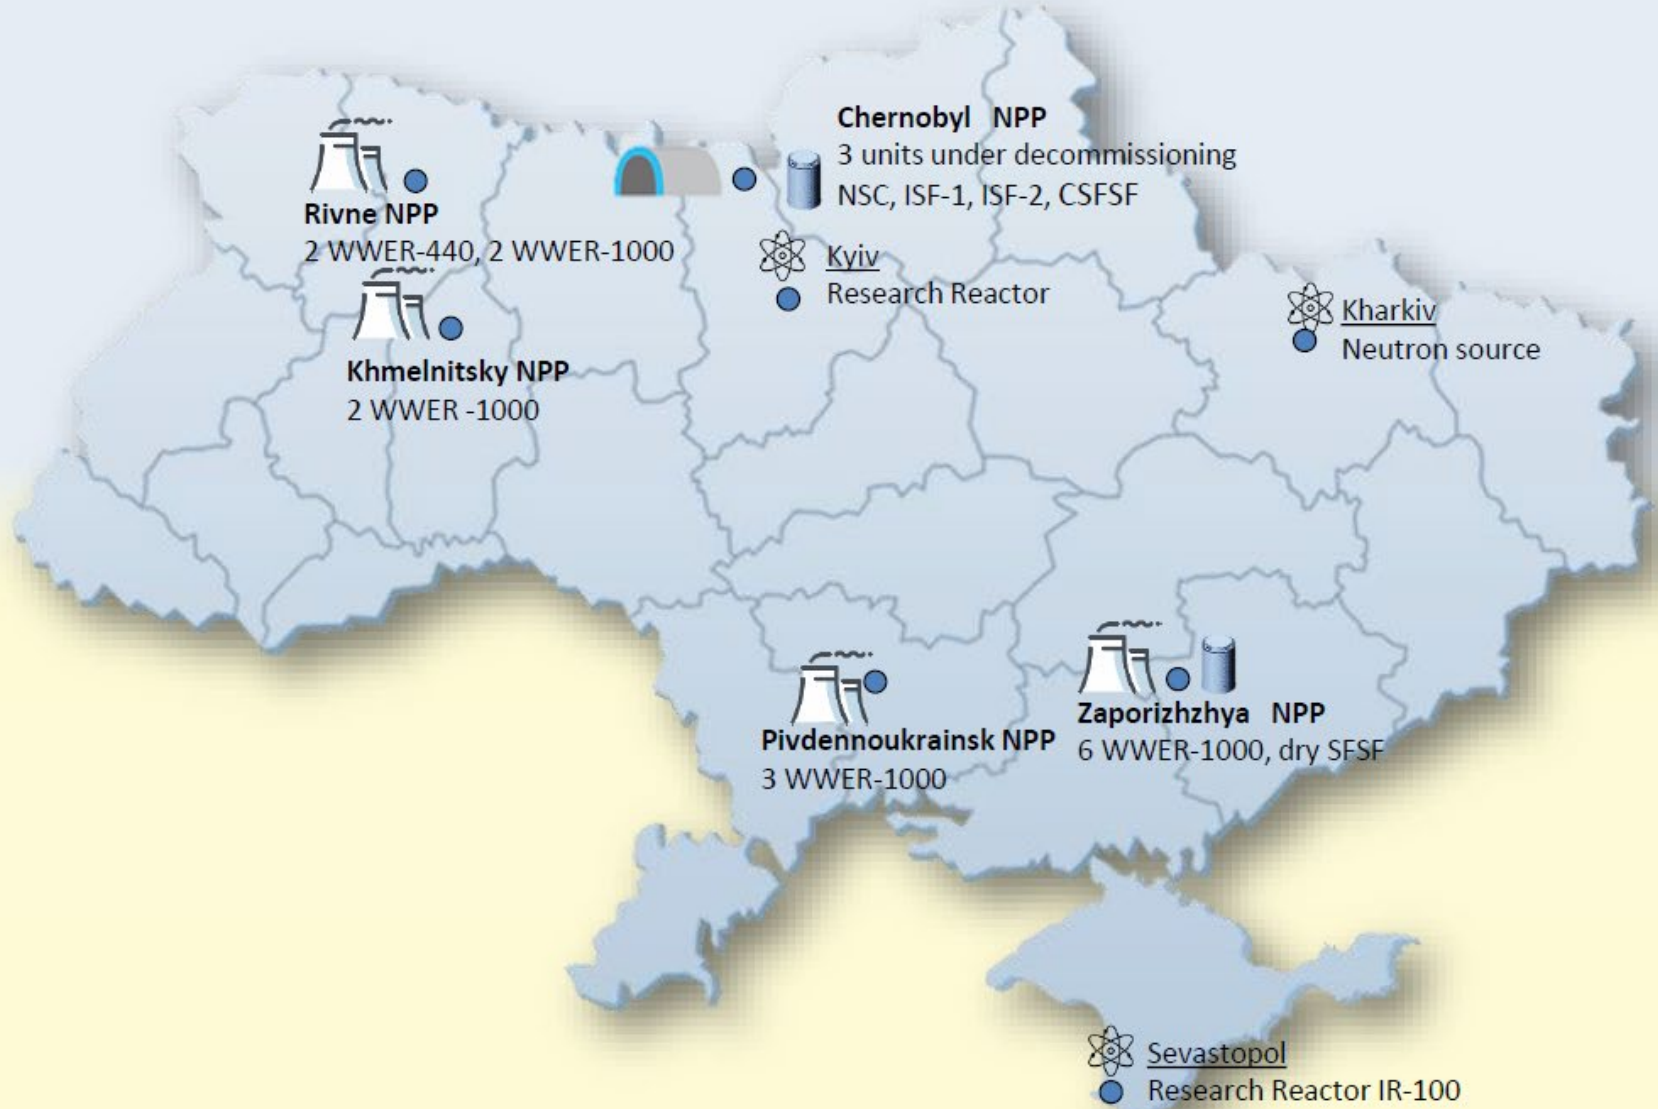 Chernobyl NPP
3 units under decommissioning
NSC, ISF-1, ISF-2, CSFSF
Rivne NPP
2 WWER-440, 2 WWER-1000
Kyiv
Research Reactor
Kharkiv
Neutron source
Khmelnitsky NPP
2 WWER -1000
Pivdennoukrainsk NPP
3 WWER-1000
Zaporizhzhya NPP
6 WWER-1000, dry SFSF
Sevastopol
Research Reactor IR-100